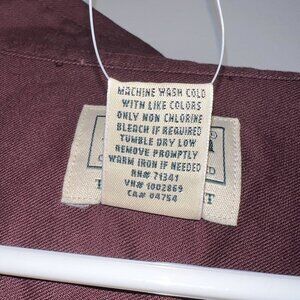 MACHINE WASH COLD
WITH LIKE COLORS
ONLY NON CHLORINE
BLEACH IF REQUIRED
TUMBLE DRY LOW
REMOVE PROMPTLY
WARM IRON IF NEEDED
RN# 71341
VN# 1002869
CA# 04754